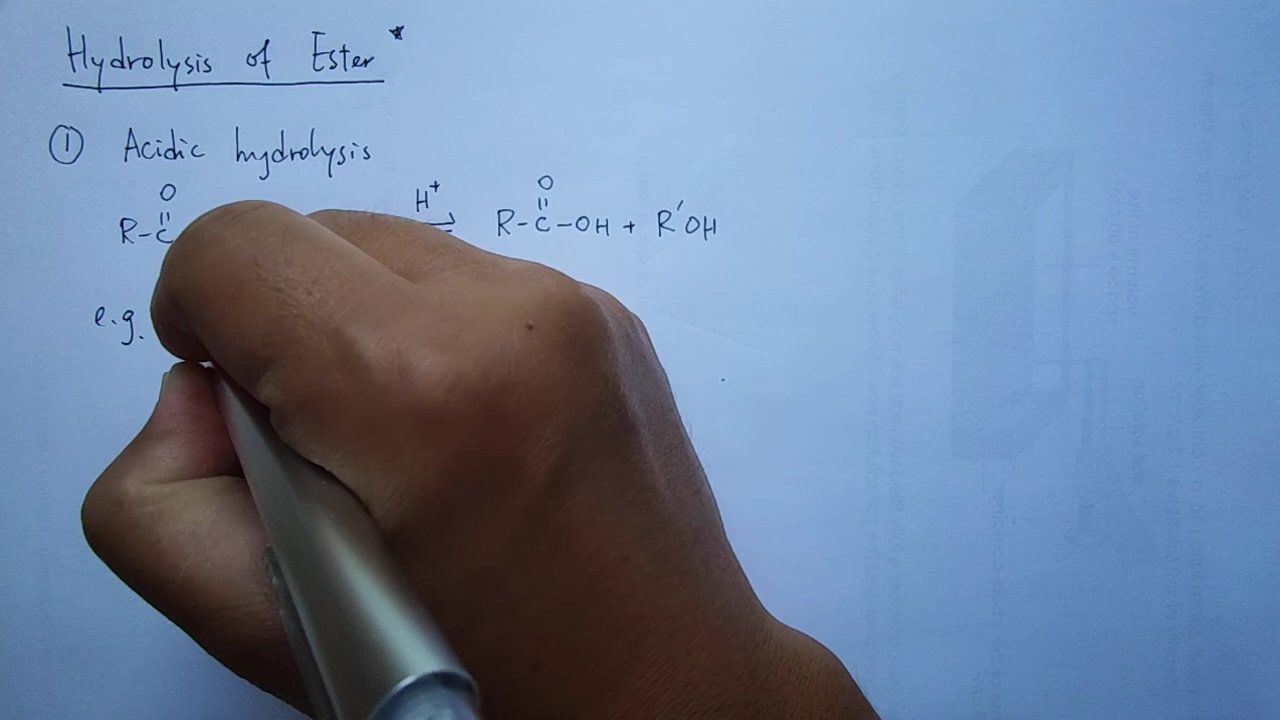 Hydrolysis of Ester *
① Acidic hydrolysis
O H⁺ O
R-C ⇌ R-C-OH + R'OH
e.g.